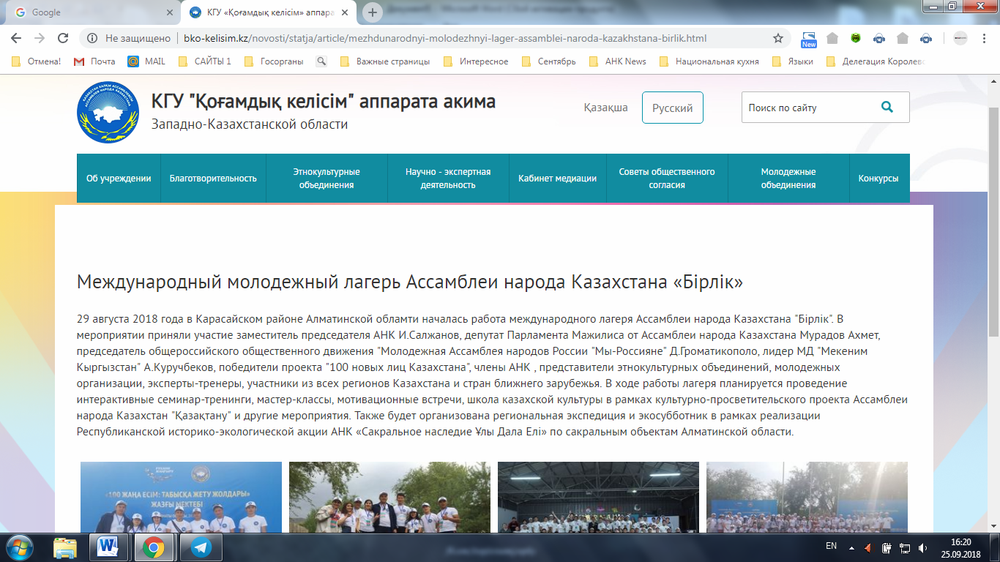 Google
КГУ «Қоғамдық келісім» аппара
Не защищено
bko-kelisim.kz/novosti/statja/article/mezhdunarodnyi-molodezhnyi-lager-assamblei-naroda-kazakhstana-birlik.html
New
Отмена!
Почта
MAIL
САЙТЫ 1
Госорганы
Важные страницы
Интересное
Сентябрь
АНК News
Национальная кухня
Языки
Делегация Королевс
КГУ "Қоғамдық келісім" аппарата акима
Западно-Казахстанской области
Қазақша
Русский
Поиск по сайту
Об учреждении
Благотворительность
Этнокультурные
объединения
Научно - экспертная
деятельность
Кабинет медиации
Советы общественного
согласия
Молодежные
объединения
Конкурсы
Международный молодежный лагерь Ассамблеи народа Казахстана «Бірлік»
29 августа 2018 года в Карасайском районе Алматинской обламти началась работа международного лагеря Ассамблеи народа Казахстана "Бірлік". В
мероприятии приняли участие заместитель председателя АНК И.Салжанов, депутат Парламента Мажилиса от Ассамблеи народа Казахстана Мурадов Ахмет,
председатель общероссийского общественного движения "Молодежная Ассамблея народов России "Мы-Россияне" Д.Громатикополо, лидер МД "Мекеним
Кыргызстан" А.Куручбеков, победители проекта "100 новых лиц Казахстана", члены АНК , представители этнокультурных объединений, молодежных
организации, эксперты-тренеры, участники из всех регионов Казахстана и стран ближнего зарубежья. В ходе работы лагеря планируется проведение
интерактивные семинар-тренинги, мастер-классы, мотивационные встречи, школа казахской культуры в рамках культурно-просветительского проекта Ассамблеи
народа Казахстан "Қазақтану" и другие мероприятия. Также будет организована региональная экспедиция и экосубботник в рамках реализации
Республиканской историко-экологической акции АНК «Сакральное наследие Ұлы Дала Елі» по сакральным объектам Алматинской области.
«100 ЖАҢА ЕСІМ: ТАБЫСҚА ЖЕТУ ЖОЛДАРЫ»
ЖАЗҒЫ МЕКТЕБІ
EN
16:20
25.09.2018